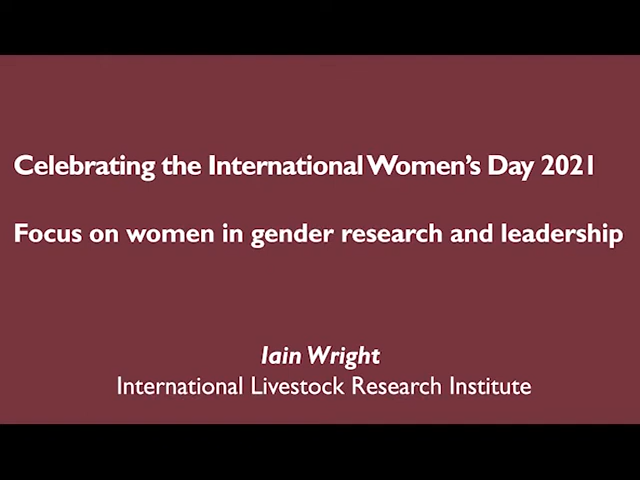 Celebrating the International Women's Day 2021
Focus on women in gender research and leadership
Iain Wright
International Livestock Research Institute